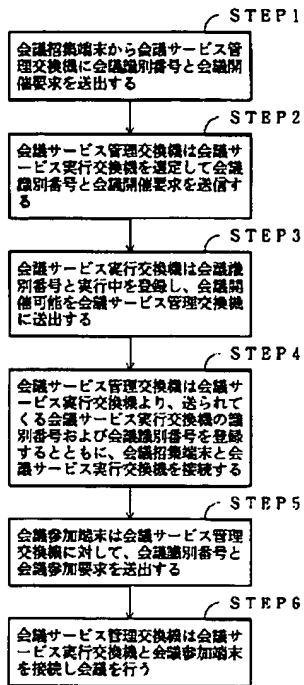 STEP1
会議招集端末から会議サービス管
理交換機に会議識別番号と会議開
催要求を送出する
STEP2
会議サービス管理交換機は会議サ
ービス実行交換機を選定して会議
識別番号と会議開催要求を送信す
る
STEP3
会議サービス実行交換機は会議識
別番号と実行中を登録し、会議開
催可能を会議サービス管理交換機
に送出する
STEP4
会議サービス管理交換機は会議サ
ービス実行交換機より、送られて
くる会議サービス実行交換機の識
別番号および会議識別番号を登録
するとともに、会議招集端末と会
議サービス実行交換機を接続する
STEP5
会議参加端末は会議サービス管理
交換機に対して、会議識別番号と
会議参加要求を送出する
STEP6
会議サービス管理交換機は会議サ
ービス実行交換機と会議参加端末
を接続し会議を行う